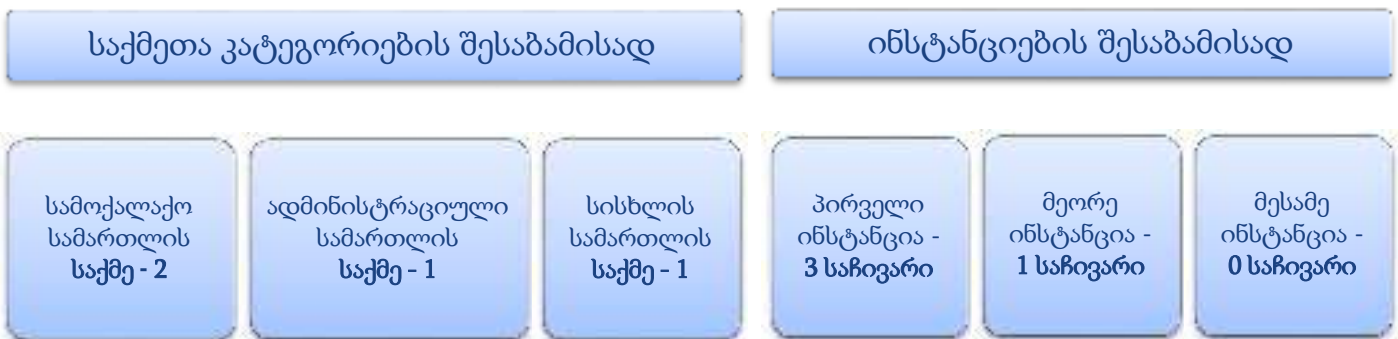 საქმეთა კატეგორიების შესაბამისად
სამოქალაქო
სამართლის
საქმე - 2
ადმინისტრაციული
სამართლის
საქმე – 1
სისხლის
სამართლის
საქმე – 1
ინსტანციების შესაბამისად
პირველი
ინსტანცია -
3 საჩივარი
მეორე
ინსტანცია -
1 საჩივარი
მესამე
ინსტანცია -
0 საჩივარი